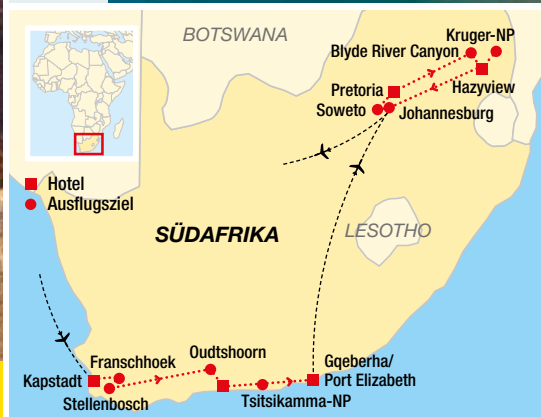 BOTSWANA
Kruger-NP
Blyde River Canyon
Pretoria
Hazyview
Soweto
Johannesburg
Hotel
Ausflugsziel
SÜDAFRIKA
LESOTHO
Franschhoek
Oudtshoorn
Gqeberha/
Port Elizabeth
Kapstadt
Stellenbosch
Tsitsikamma-NP